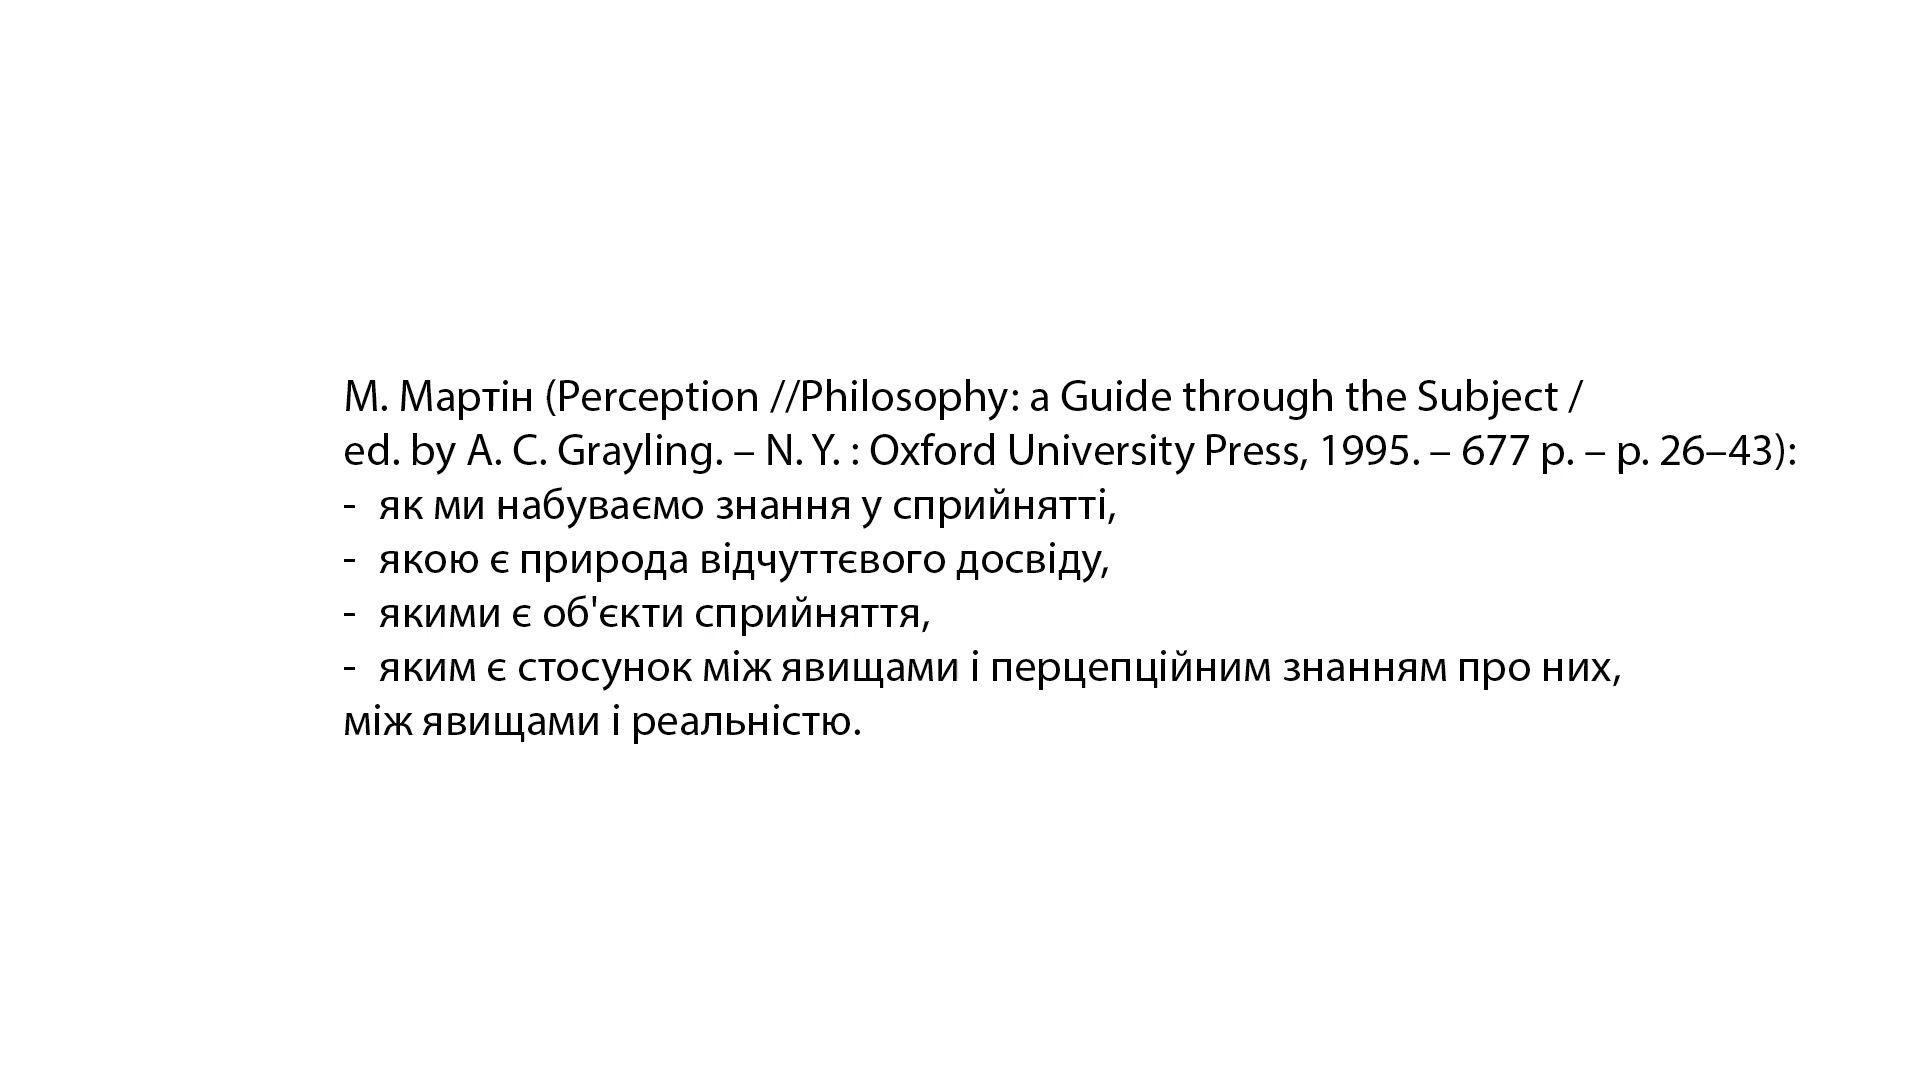 М. Мартін (Perception //Philosophy: a Guide through the Subject /
ed. by A. C. Grayling. – N. Y. : Oxford University Press, 1995. – 677 p. – p. 26–43):
- як ми набуваємо знання у сприйнятті,
- якою є природа відчуттєвого досвіду,
- якими є об'єкти сприйняття,
- яким є стосунок між явищами і перцепційним знанням про них,
між явищами і реальністю.